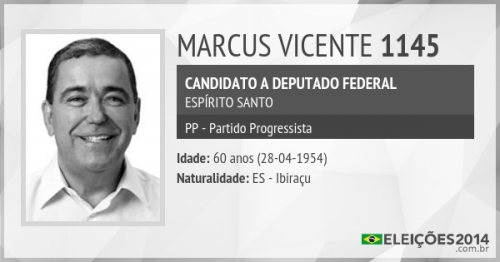 MARCUS VICENTE 1145
CANDIDATO A DEPUTADO FEDERAL
ESPÍRITO SANTO
PP - Partido Progressista
Idade: 60 anos (28-04-1954)
Naturalidade: ES - Ibiraçu
ELEIÇÕES2014
.com.br